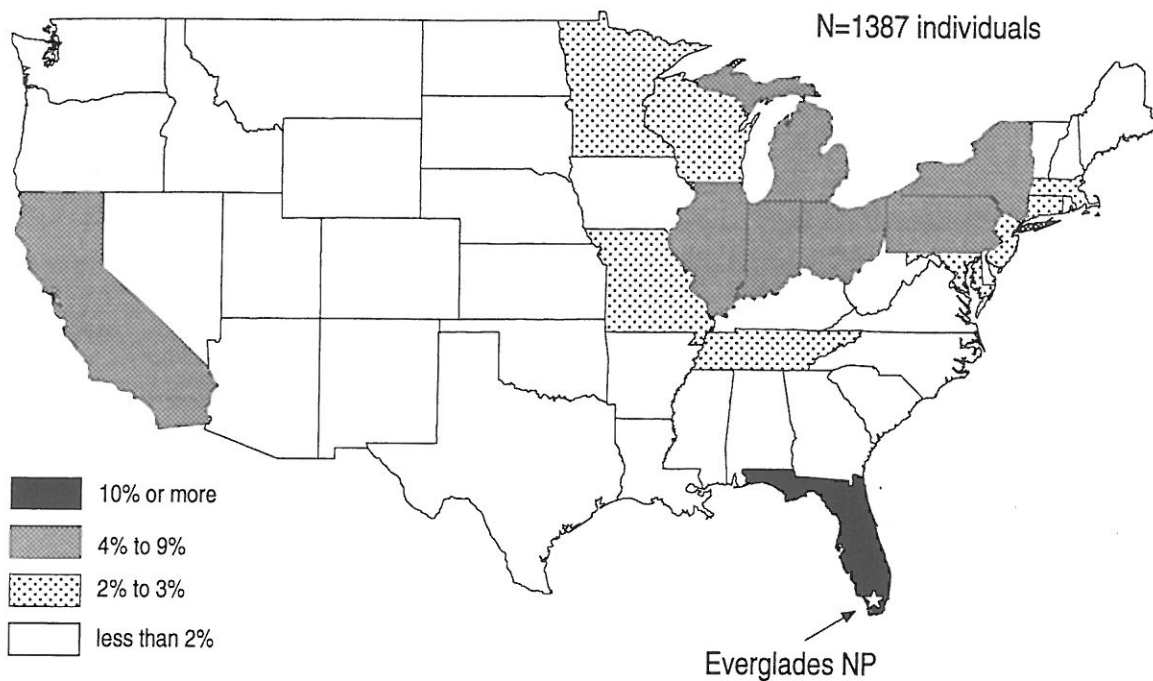 N=1387 individuals
10% or more
4% to 9%
2% to 3%
less than 2%
Everglades NP